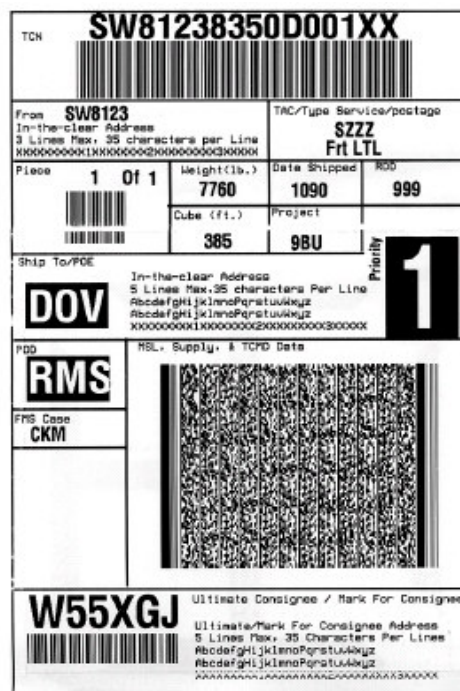 TCN SW81238350D001XX
From SW8123
In-the-clear Address
3 Lines Max, 35 characters per Line
XXXXXXXXX1XXXXXXXXX2XXXXXXXXX3XXXXX
TAC/Type Service/postage
SZZZ
Frt LTL
Piece
1 Of 1
Weight(lb.)
7760
Date Shipped
1090
RDD
999
Cube (ft.)
385
Project
9BU
Ship To/POE
DOV
In-the-clear Address
5 Lines Max,35 characters Per Line
AbcdefgHijklmnoPqrstuvWxyz
AbcdefgHijklmnoPqrstuvWxyz
XXXXXXXXX1XXXXXXXXX2XXXXXXXXX3XXXXX
Priority
1
POD
RMS
MSL, Supply, & TCMD Data
FMS Case
CKM
W55XGJ
Ultimate Consignee / Mark For Consignee
Ultimate/Mark For Consignee Address
5 Lines Max, 35 Characters Per Lines
AbcdefgHijklmnoPqrstuvWxyz
AbcdefgHijklmnoPqrstuvWxyz